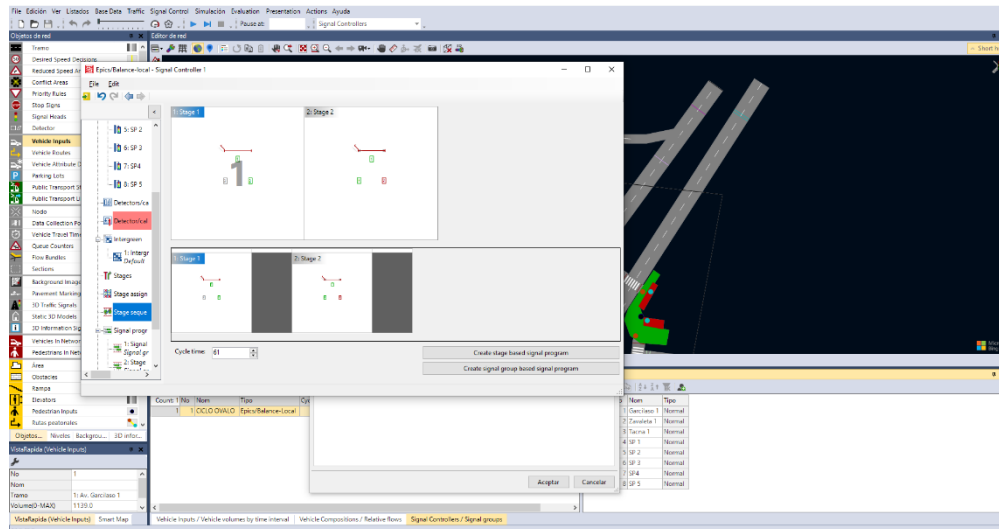 File Edición Ver Listados Base Data Traffic Signal Control Simulación Evaluation Presentation Actions Ayuda
Pause at: Signal Controllers
Objetos de red
Editor de red
Tramo
Desired Speed Decisions
Reduced Speed Ar
Conflict Areas
Priority Rules
Stop Signs
Signal Heads
Detector
Vehicle Inputs
Vehicle Routes
Vehicle Attribute D
Parking Lots
Public Transport St
Public Transport Li
Node
Data Collection Po
Vehicle Travel Time
Queue Counters
Flow Bundles
Sections
Background Image
Pavement Marking
3D Traffic Signals
Static 3D Models
3D Information Sig
Vehicles In Network
Pedestrians In Netw
Área
Obstacles
Rampa
Elevators
Pedestrian Inputs
Rutas peatonales
Objetos... Niveles Backgrou... 3D infor...
VistaRapida (Vehicle Inputs)
No 1
Nom
Tramo 1: Av. Garcilaso 1
Volume(0-MAX) 1139.0
VistaRapida (Vehicle Inputs) Smart Map
Epics/Balance-local - Signal Controller 1
File Edit
5: SP 2
6: SP 3
7: SP4
8: SP 5
Detectors/ca
Detectors/cal
Intergreen
1: Intergr
Default
Stages
Stage assign
Stage seque
Signal progr
1: Signal
Signal gr
2: Stage
1: Stage 1
2: Stage 2
1
1: Stage 1
2: Stage 2
Cycle time: 61
Create stage based signal program
Create signal group based signal program
Short h
Count: 1 No Nom Tipo Cyc
1 1 CICLO OVALO Epics/Balance-Local
Aceptar Cancelar
Nom Tipo
1 Garcilaso 1 Normal
2 Zavaleta 1 Normal
3 Tacna 1 Normal
4 SP 1 Normal
5 SP 2 Normal
6 SP 3 Normal
7 SP4 Normal
8 SP 5 Normal
Vehicle Inputs / Vehicle volumes by time interval Vehicle Compositions / Relative flows Signal Controllers / Signal groups